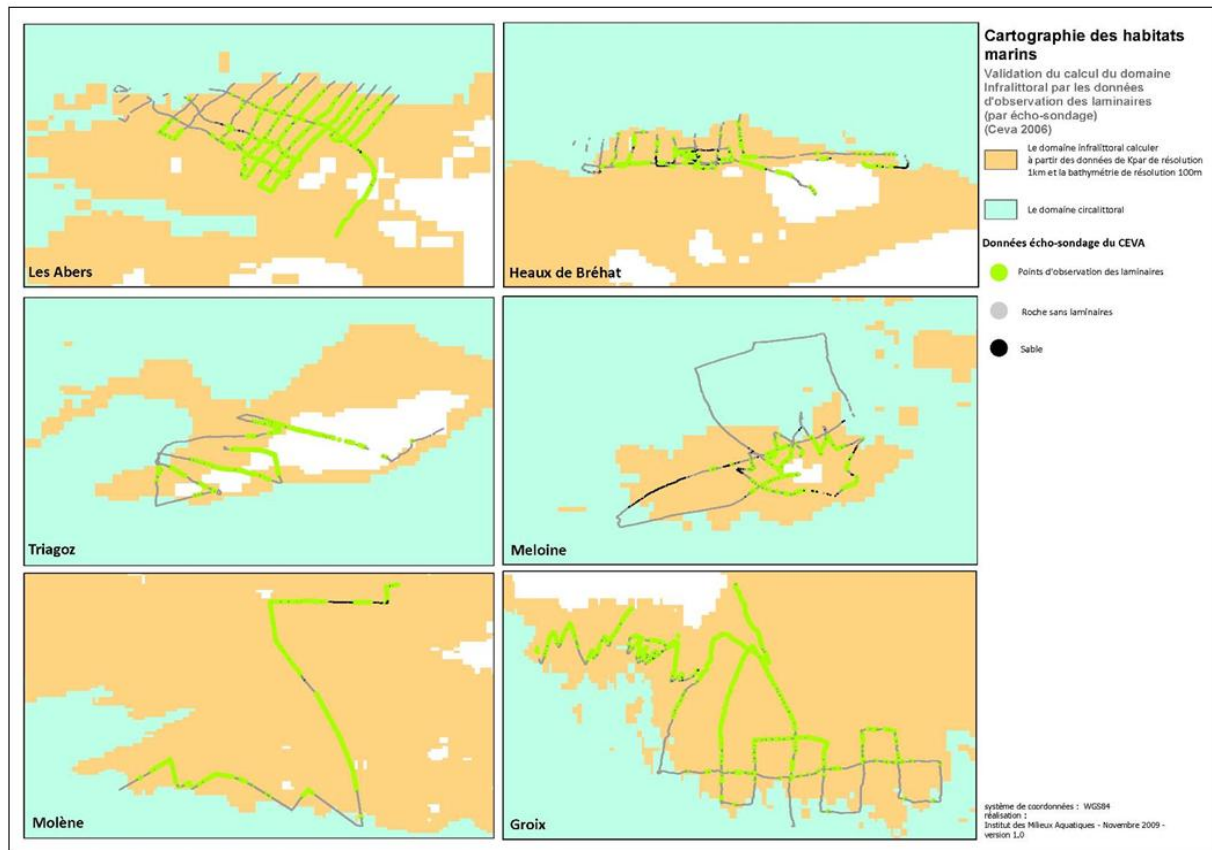 Cartographie des habitats
marins
Validation du calcul du domaine
Infralittoral par les données
d'observation des laminaires
(par écho-sondage)
(Ceva 2006)
Le domaine infralittoral calculer
à partir des données de Kpar de résolution
1km et la bathymétrie de résolution 100m
Le domaine circalittoral
Données écho-sondage du CEVA
Points d'observation des laminaires
Roche sans laminaires
Sable
Les Abers
Heaux de Bréhat
Triagoz
Meloine
Molène
Groix
système de coordonnées : WGS84
réalisation :
Institut des Milieux Aquatiques - Novembre 2009 -
version 1.0